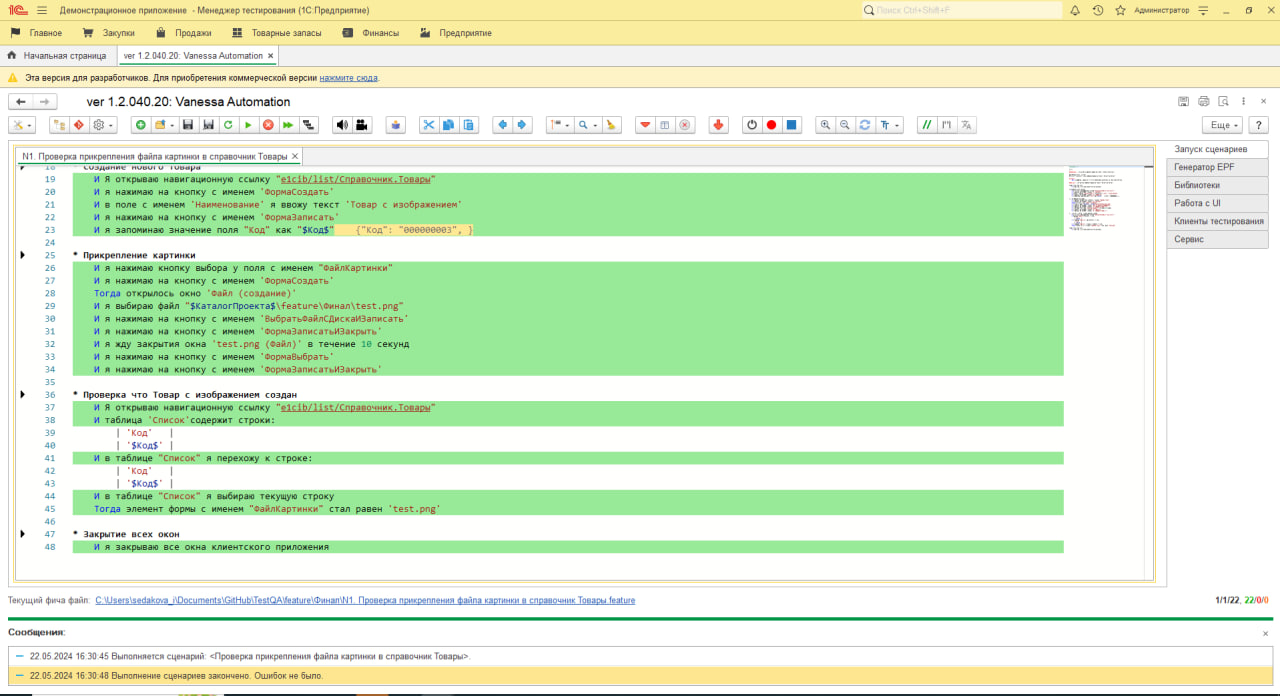 Демонстрационное приложение - Менеджер тестирования (1С:Предприятие)
Поиск Ctrl+Shift+F
Администратор
Главное
Закупки
Продажи
Товарные запасы
Финансы
Предприятие
Начальная страница
ver 1.2.040.20: Vanessa Automation ×
Эта версия для разработчиков. Для приобретения коммерческой версии нажмите сюда.
ver 1.2.040.20: Vanessa Automation
Еще
?
N1. Проверка прикрепления файла картинки в справочник Товары ×
18 * Создание нового товара
19 И Я открываю навигационную ссылку "e1cib/list/Справочник.Товары"
20 И я нажимаю на кнопку с именем 'ФормаСоздать'
21 И в поле с именем 'Наименование' я ввожу текст 'Товар с изображением'
22 И я нажимаю на кнопку с именем 'ФормаЗаписать'
23 И я запоминаю значение поля "Код" как "$Код$" {"Код": "000000003", }
24
25 * Прикрепление картинки
26 И я нажимаю кнопку выбора у поля с именем "ФайлКартинки"
27 И я нажимаю на кнопку с именем 'ФормаСоздать'
28 Тогда открылось окно 'Файл (создание)'
29 И я выбираю файл "$КаталогПроекта$\feature\Финал\test.png"
30 И я нажимаю на кнопку с именем 'ВыбратьФайлСДискаИЗаписать'
31 И я нажимаю на кнопку с именем 'ФормаЗаписатьИЗакрыть'
32 И я жду закрытия окна 'test.png (Файл)' в течение 10 секунд
33 И я нажимаю на кнопку с именем 'ФормаВыбрать'
34 И я нажимаю на кнопку с именем 'ФормаЗаписатьИЗакрыть'
35
36 * Проверка что Товар с изображением создан
37 И Я открываю навигационную ссылку "e1cib/list/Справочник.Товары"
38 И таблица 'Список'содержит строки:
39 | 'Код' |
40 | '$Код$' |
41 И в таблице "Список" я перехожу к строке:
42 | 'Код' |
43 | '$Код$' |
44 И в таблице "Список" я выбираю текущую строку
45 Тогда элемент формы с именем "ФайлКартинки" стал равен 'test.png'
46
47 * Закрытие всех окон
48 И я закрываю все окна клиентского приложения
Запуск сценариев
Генератор EPF
Библиотеки
Работа с UI
Клиенты тестирования
Сервис
Текущий фича файл: C:\Users\sedakova_i\Documents\GitHub\TestQA\feature\Финал\N1. Проверка прикрепления файла картинки в справочник Товары.feature
1/1/22, 22/0/0
Сообщения:
22.05.2024 16:30:45 Выполняется сценарий: <Проверка прикрепления файла картинки в справочник Товары>.
22.05.2024 16:30:48 Выполнение сценариев закончено. Ошибок не было.